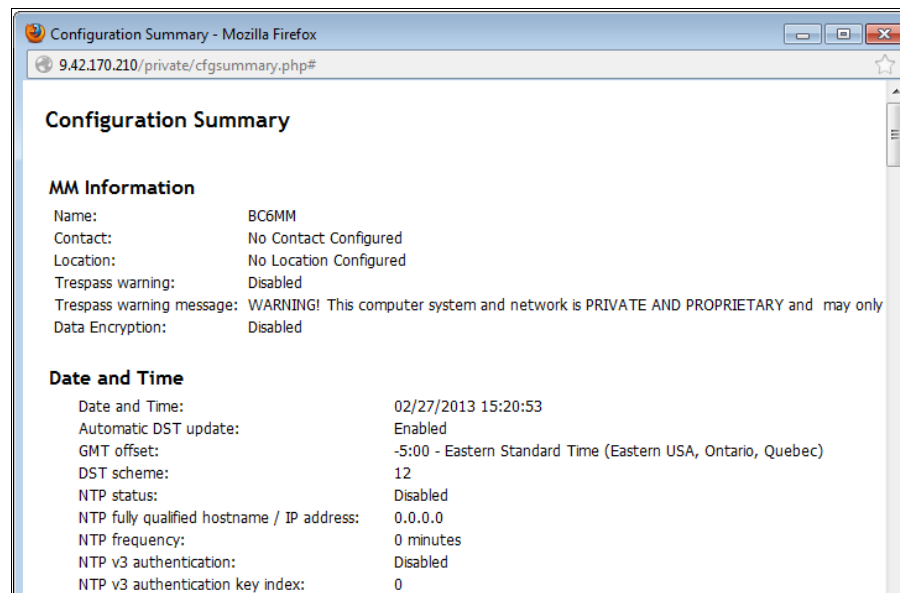 Configuration Summary - Mozilla Firefox
9.42.170.210/private/cfgsummary.php#
Configuration Summary
MM Information
Name: BC6MM
Contact: No Contact Configured
Location: No Location Configured
Trespass warning: Disabled
Trespass warning message: WARNING! This computer system and network is PRIVATE AND PROPRIETARY and may only
Data Encryption: Disabled
Date and Time
Date and Time: 02/27/2013 15:20:53
Automatic DST update: Enabled
GMT offset: -5:00 - Eastern Standard Time (Eastern USA, Ontario, Quebec)
DST scheme: 12
NTP status: Disabled
NTP fully qualified hostname / IP address: 0.0.0.0
NTP frequency: 0 minutes
NTP v3 authentication: Disabled
NTP v3 authentication key index: 0